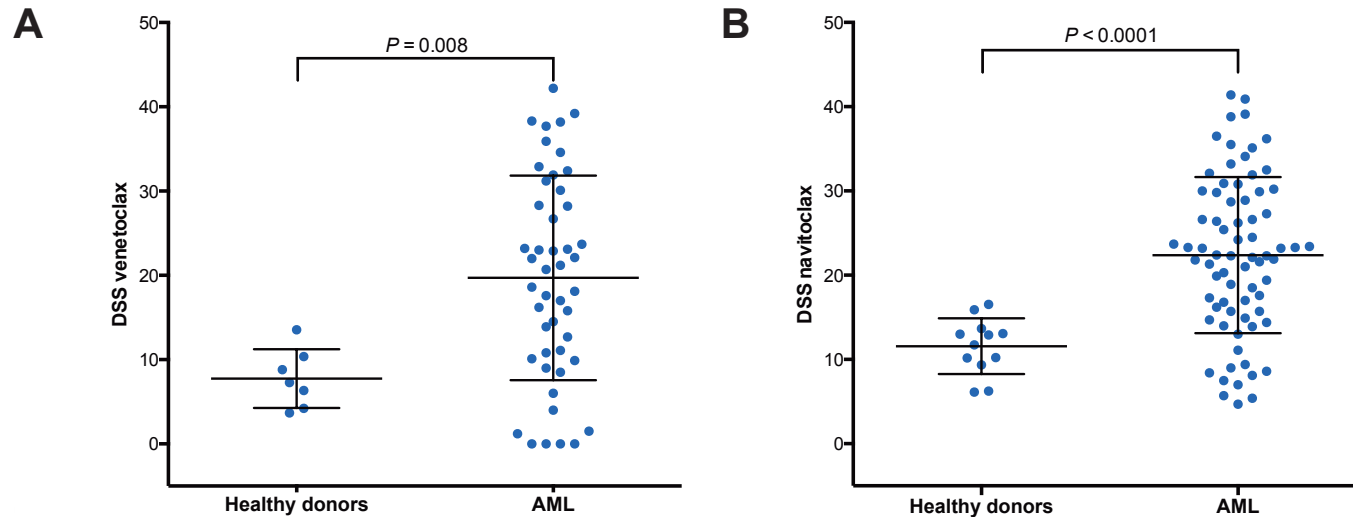 A
50
40
30
20
10
0
DSS venetoclax
P = 0.008
Healthy donors
AML
B
50
40
30
20
10
0
DSS navitoclax
P < 0.0001
Healthy donors
AML